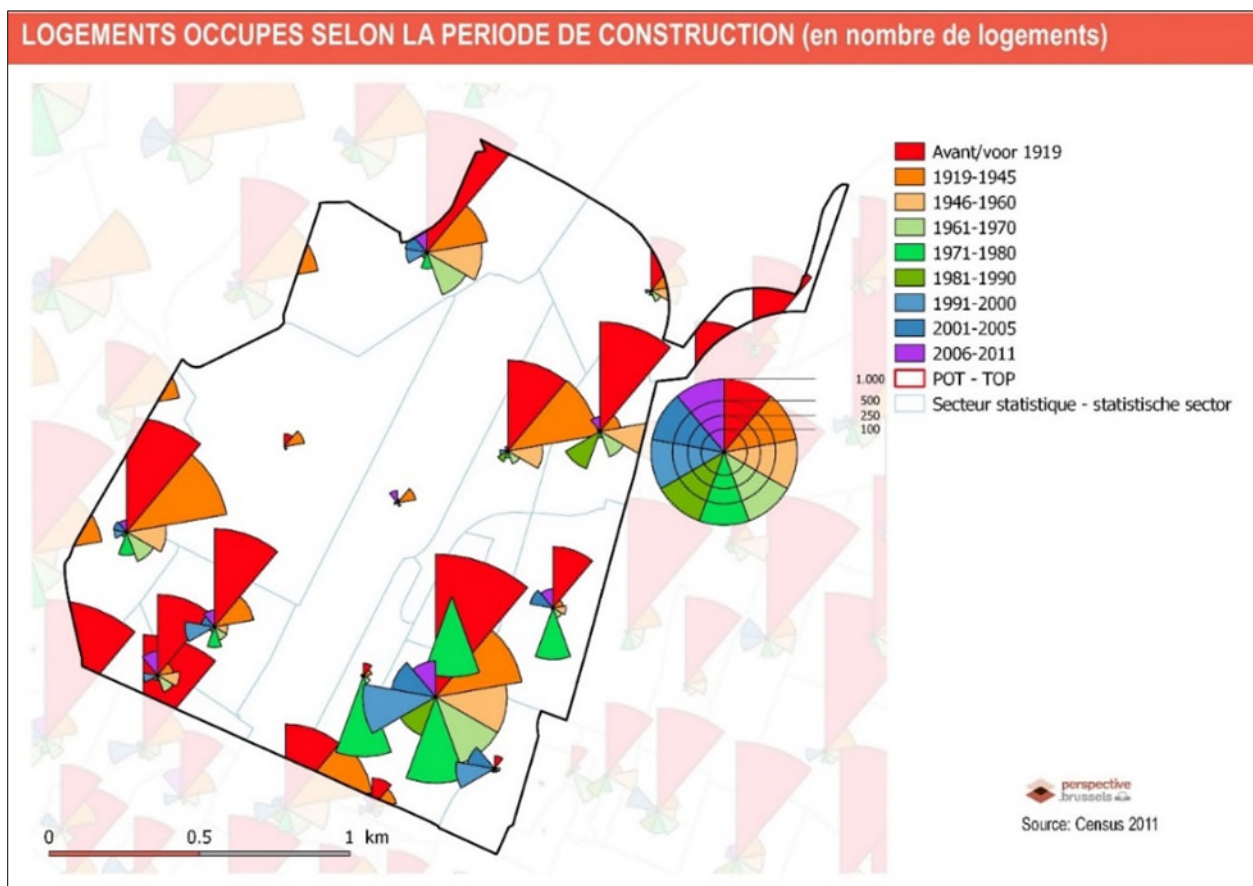 LOGEMENTS OCCUPES SELON LA PERIODE DE CONSTRUCTION (en nombre de logements)
Avant/voor 1919
1919-1945
1946-1960
1961-1970
1971-1980
1981-1990
1991-2000
2001-2005
2006-2011
POT - TOP
Secteur statistique - statistische sector
1.000
500
250
100
perspective
.brussels
Source: Census 2011
0 0.5 1 km